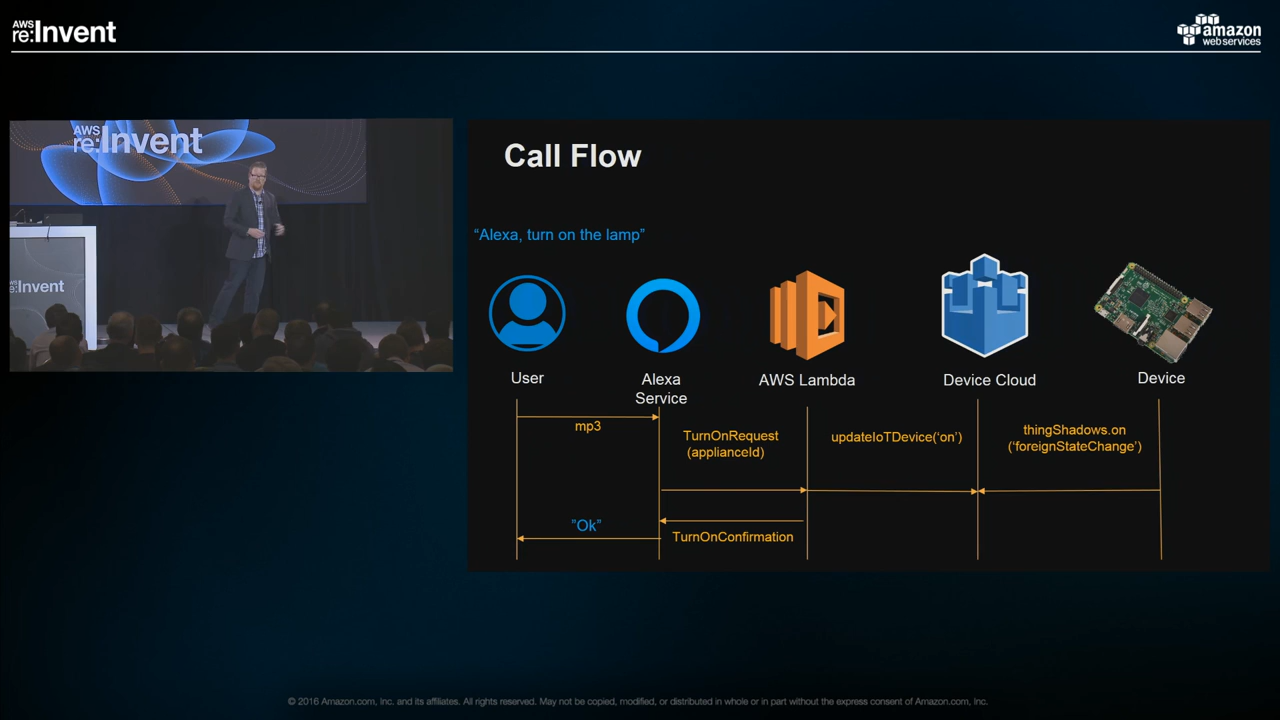 AWS
re:Invent
amazon
web services
AWS
re:Invent
re:Invent
Call Flow
“Alexa, turn on the lamp”
User
Alexa
Service
AWS Lambda
Device Cloud
Device
mp3
TurnOnRequest
(applianceId)
updateIoTDevice(‘on’)
thingShadows.on
(‘foreignStateChange’)
”Ok”
TurnOnConfirmation
© 2016 Amazon.com, Inc. and its affiliates. All rights reserved. May not be copied, modified, or distributed in whole or in part without the express consent of Amazon.com, Inc.